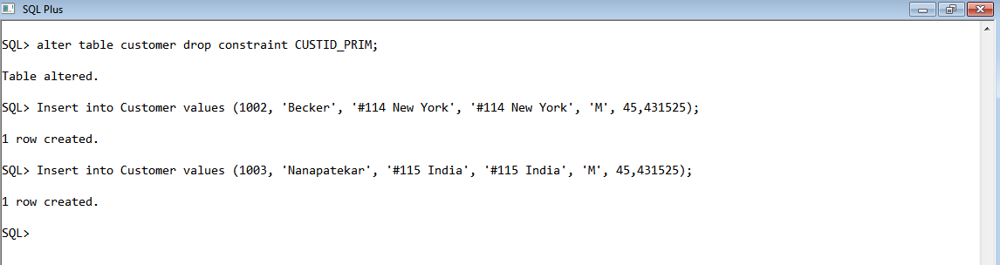 SQL Plus
SQL> alter table customer drop constraint CUSTID_PRIM;
Table altered.
SQL> Insert into Customer values (1002, 'Becker', '#114 New York', '#114 New York', 'M', 45,431525);
1 row created.
SQL> Insert into Customer values (1003, 'Nanapatekar', '#115 India', '#115 India', 'M', 45,431525);
1 row created.
SQL>